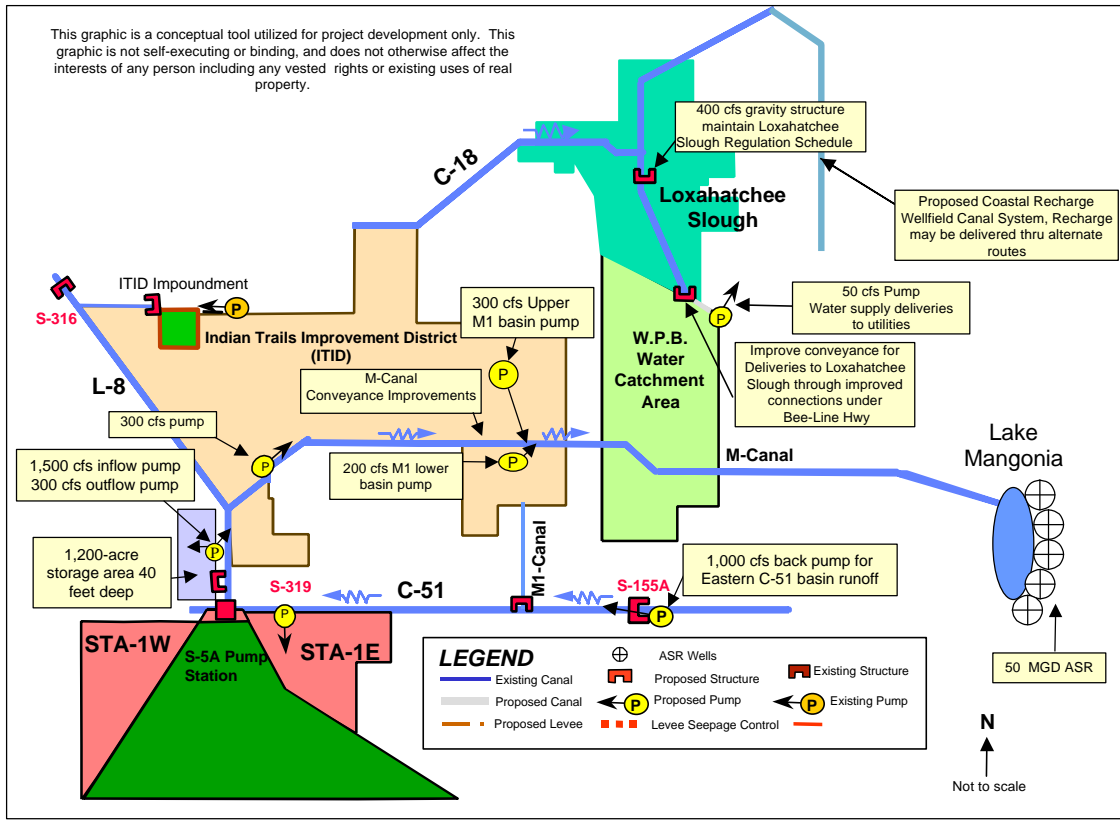 This graphic is a conceptual tool utilized for project development only. This
graphic is not self-executing or binding, and does not otherwise affect the
interests of any person including any vested rights or existing uses of real
property.
400 cfs gravity structure
maintain Loxahatchee
Slough Regulation Schedule
C-18
Loxahatchee
Slough
Proposed Coastal Recharge
Wellfield Canal System, Recharge
may be delivered thru alternate
routes
ITID Impoundment
P
S-316
300 cfs Upper
M1 basin pump
50 cfs Pump
Water supply deliveries
to utilities
P
Indian Trails Improvement District
(ITID)
W.P.B.
Water
Catchment
Area
Improve conveyance for
Deliveries to Loxahatchee
Slough through improved
connections under
Bee-Line Hwy
L-8
M-Canal
Conveyance Improvements
P
300 cfs pump
P
1,500 cfs inflow pump
300 cfs outflow pump
200 cfs M1 lower
basin pump
P
M-Canal
Lake
Mangonia
P
1,200-acre
storage area 40
feet deep
M1-Canal
1,000 cfs back pump for
Eastern C-51 basin runoff
S-319
C-51
S-155A
P
P
STA-1W
S-5A Pump
Station
STA-1E
50 MGD ASR
LEGEND
Existing Canal
Proposed Canal
Proposed Levee
ASR Wells
Proposed Structure
P
Proposed Pump
Levee Seepage Control
Existing Structure
P
Existing Pump
N
Not to scale